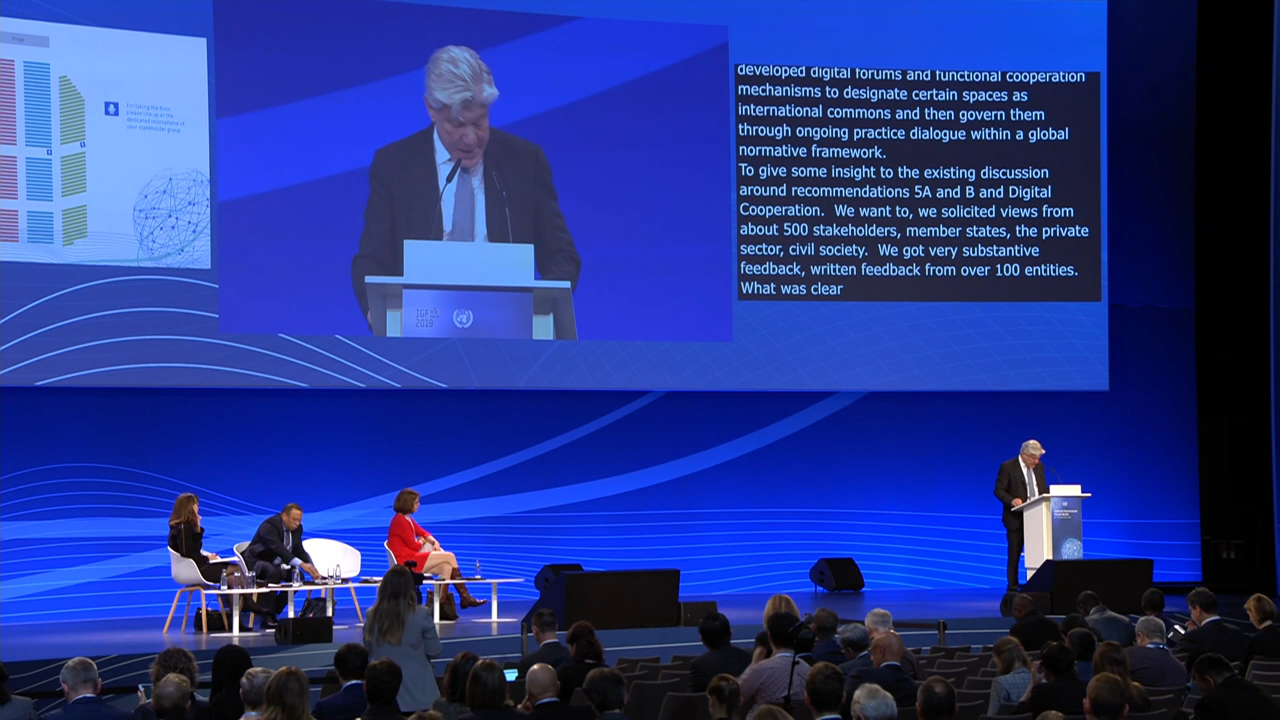 For taking the floor,
please line up at the
dedicated microphone of
your stakeholder group
developed digital forums and functional cooperation
mechanisms to designate certain spaces as
international commons and then govern them
through ongoing practice dialogue within a global
normative framework.
To give some insight to the existing discussion
around recommendations 5A and B and Digital
Cooperation.  We want to, we solicited views from
about 500 stakeholders, member states, the private
sector, civil society.  We got very substantive
feedback, written feedback from over 100 entities.
What was clear
IGF
2019